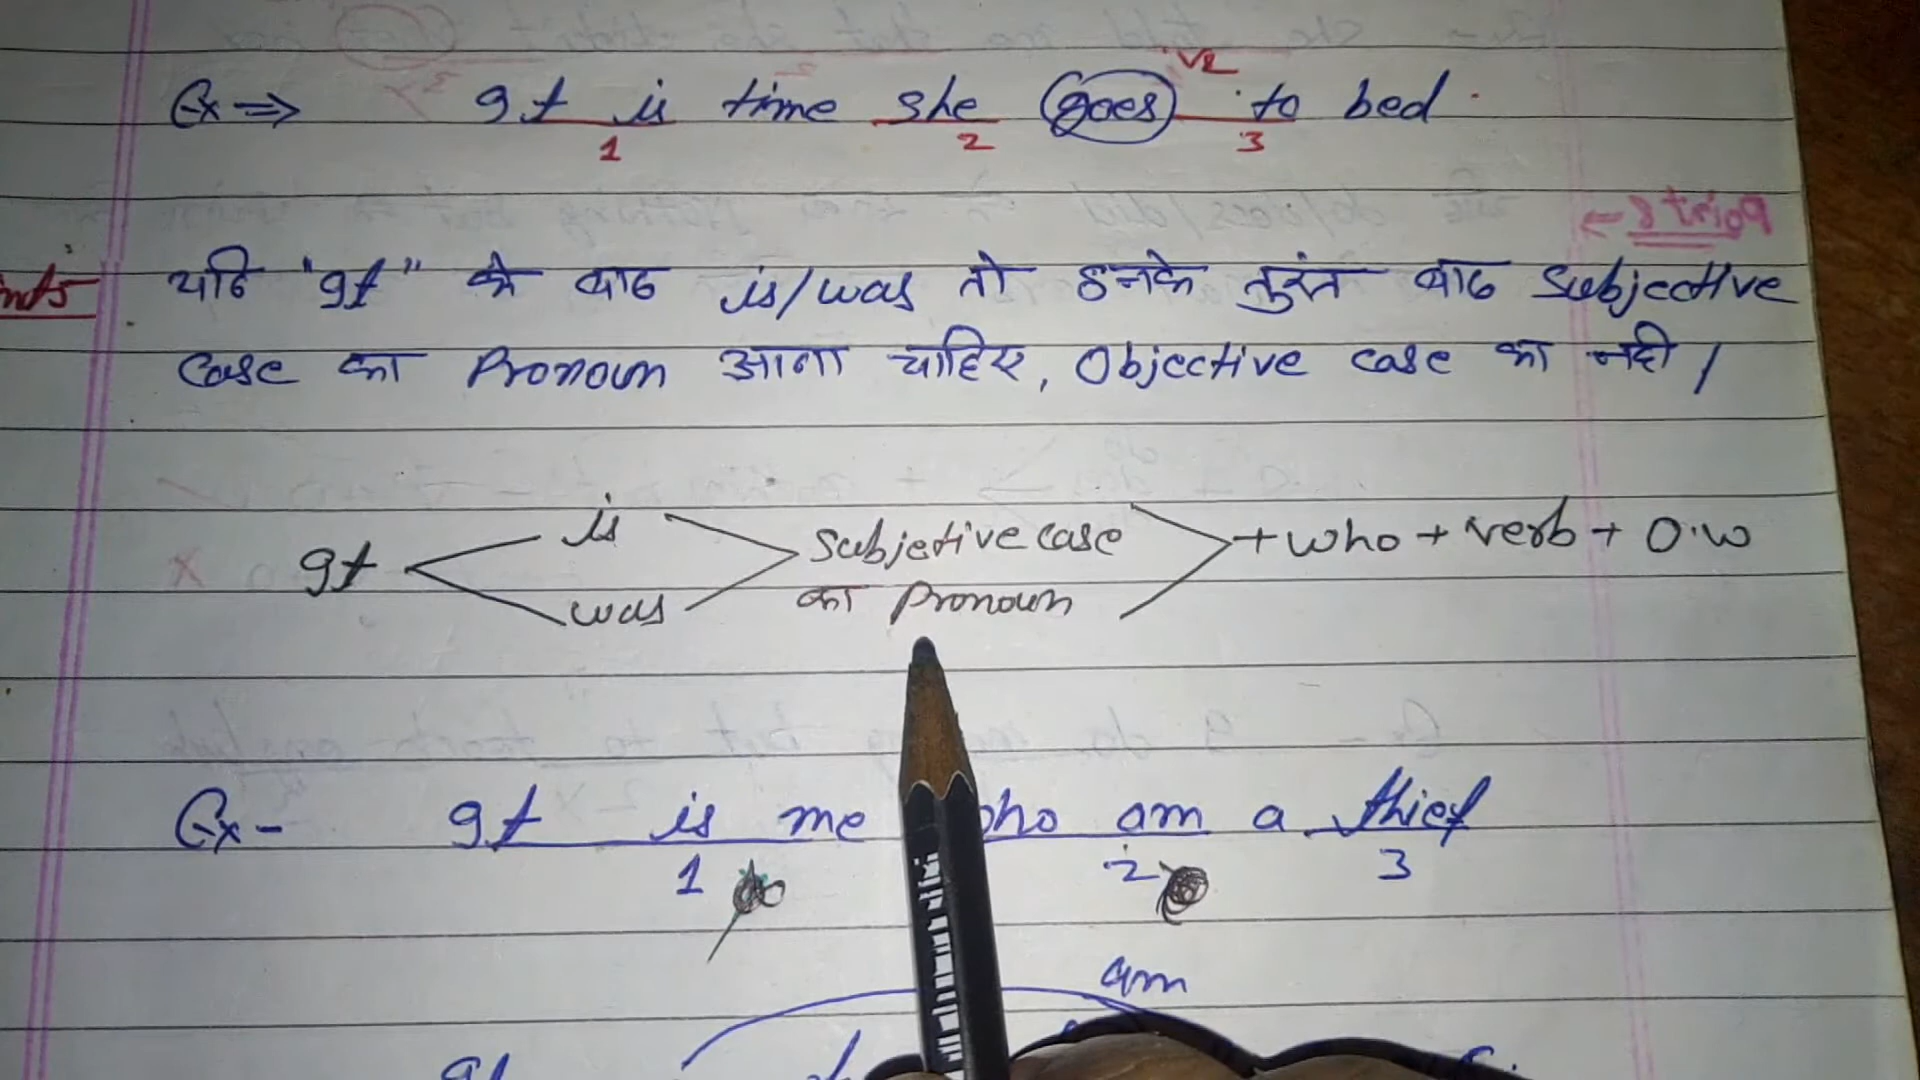 Ex ⇒ It is time she goes to bed.
V2
1 2 3
nts यदि "It" के बाद is/was तो इनके तुरंत बाद Subjective
Case का Pronoun आना चाहिए, Objective case का नही |
It is was Subjective case का Pronoun + who + verb + O.W
Ex - It is me who am a thief
1 2 3
am
It